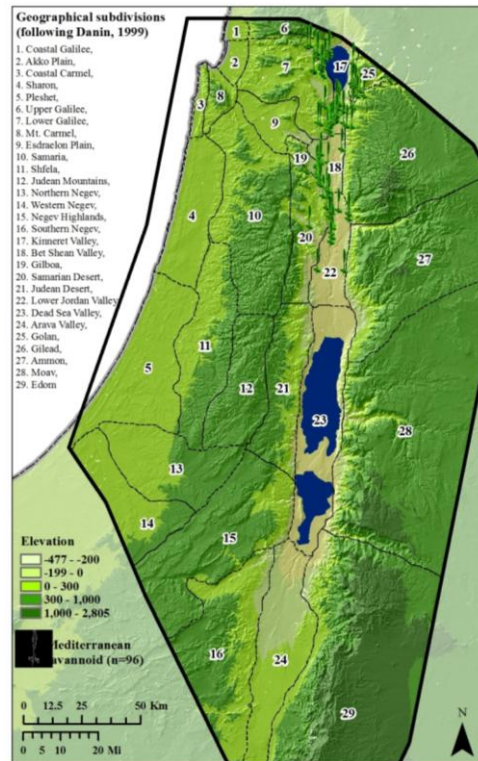 Geographical subdivisions
(following Danin, 1999)
1. Coastal Galilee,
2. Akko Plain,
3. Coastal Carmel,
4. Sharon,
5. Pleshet,
6. Upper Galilee,
7. Lower Galilee,
8. Mt. Carmel,
9. Esdraelon Plain,
10. Samaria,
11. Shfela,
12. Judean Mountains,
13. Northern Negev,
14. Western Negev,
15. Negev Highlands,
16. Southern Negev,
17. Kinneret Valley,
18. Bet Shean Valley,
19. Gilboa,
20. Samarian Desert,
21. Judean Desert,
22. Lower Jordan Valley
23. Dead Sea Valley,
24. Arava Valley,
25. Golan,
26. Gilead,
27. Ammon,
28. Moav,
29. Edom
1
6
2
7
17
25
3
8
9
26
19
18
4
10
20
27
22
11
5
12
21
23
28
13
14
15
16
24
29
Elevation
-477 - -200
-199 - 0
0 - 300
300 - 1,000
1,000 - 2,805
editerranean
avannoid (n=96)
0 12.5 25 50 Km
0 5 10 20 Mi
N